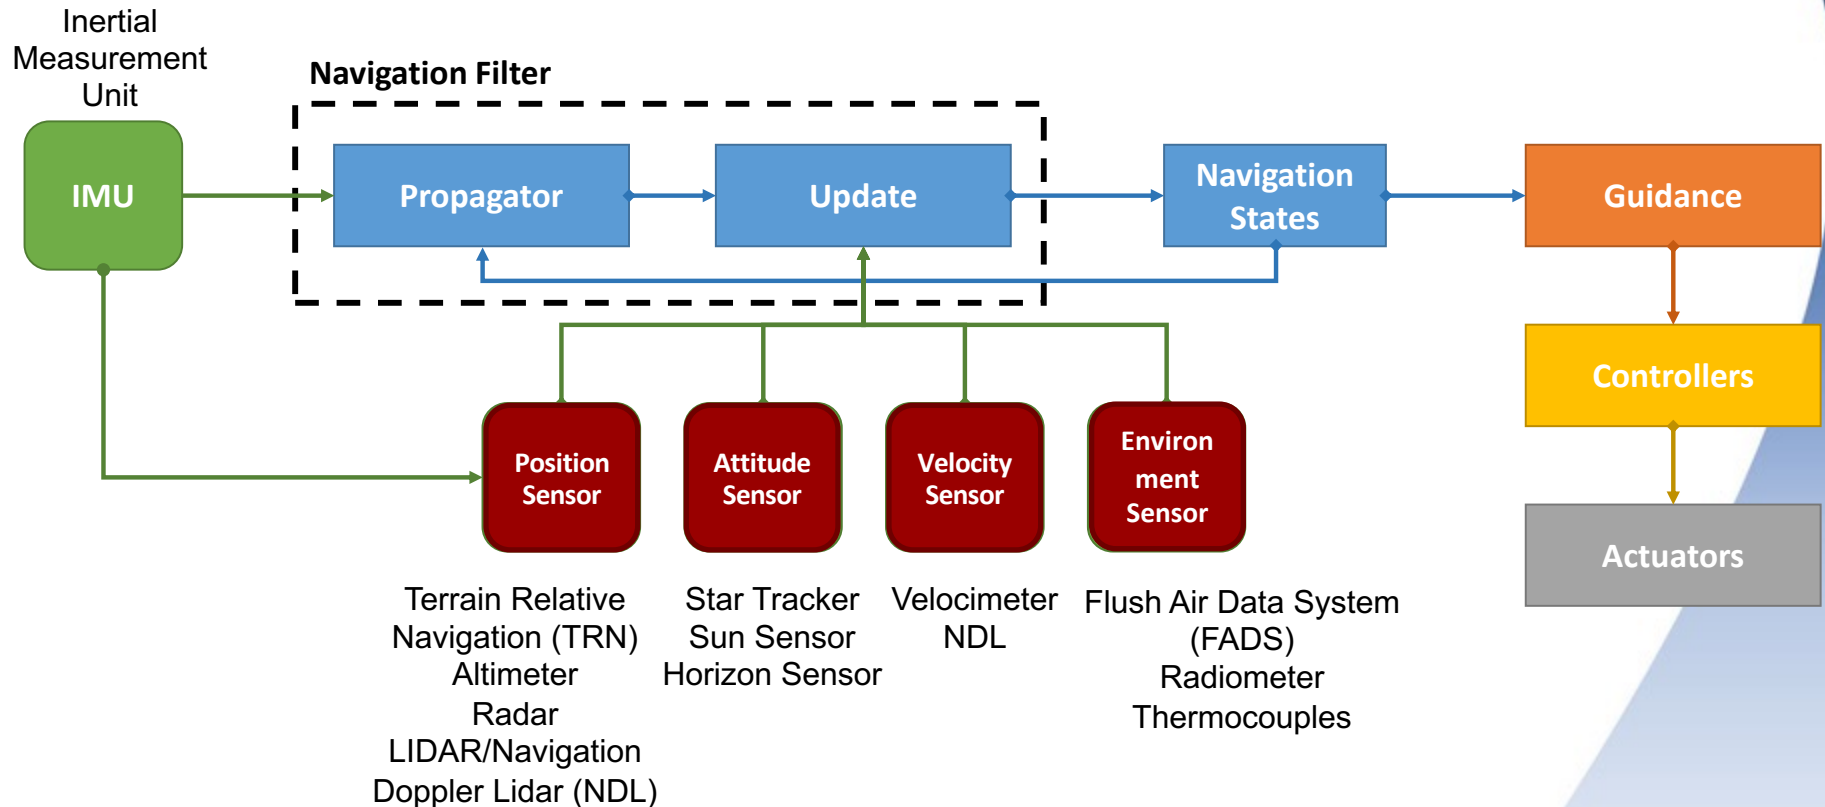 Inertial
Measurement
Unit
Navigation Filter
IMU
Propagator
Update
Navigation
States
Guidance
Controllers
Actuators
Position
Sensor
Attitude
Sensor
Velocity
Sensor
Environ
ment
Sensor
Terrain Relative
Navigation (TRN)
Altimeter
Radar
LIDAR/Navigation
Doppler Lidar (NDL)
Star Tracker
Sun Sensor
Horizon Sensor
Velocimeter
NDL
Flush Air Data System
(FADS)
Radiometer
Thermocouples